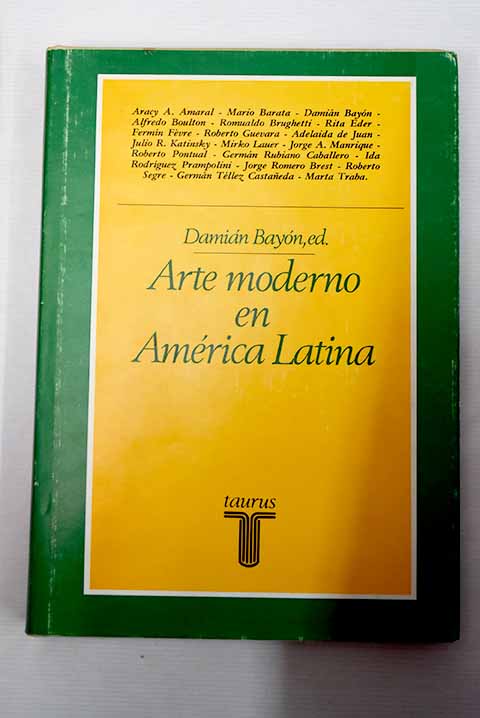 Aracy A. Amaral - Mario Barata - Damián Bayón -
Alfredo Boulton - Romualdo Brughetti - Rita Eder -
Fermín Fèvre - Roberto Guevara - Adelaida de Juan -
Julio R. Katinsky - Mirko Lauer - Jorge A. Manrique -
Roberto Pontual - Germán Rubiano Caballero - Ida
Rodríguez Prampolini - Jorge Romero Brest - Roberto
Segre - Germán Téllez Castañeda - Marta Traba.
Damián Bayón, ed.
Arte moderno
en
América Latina
taurus